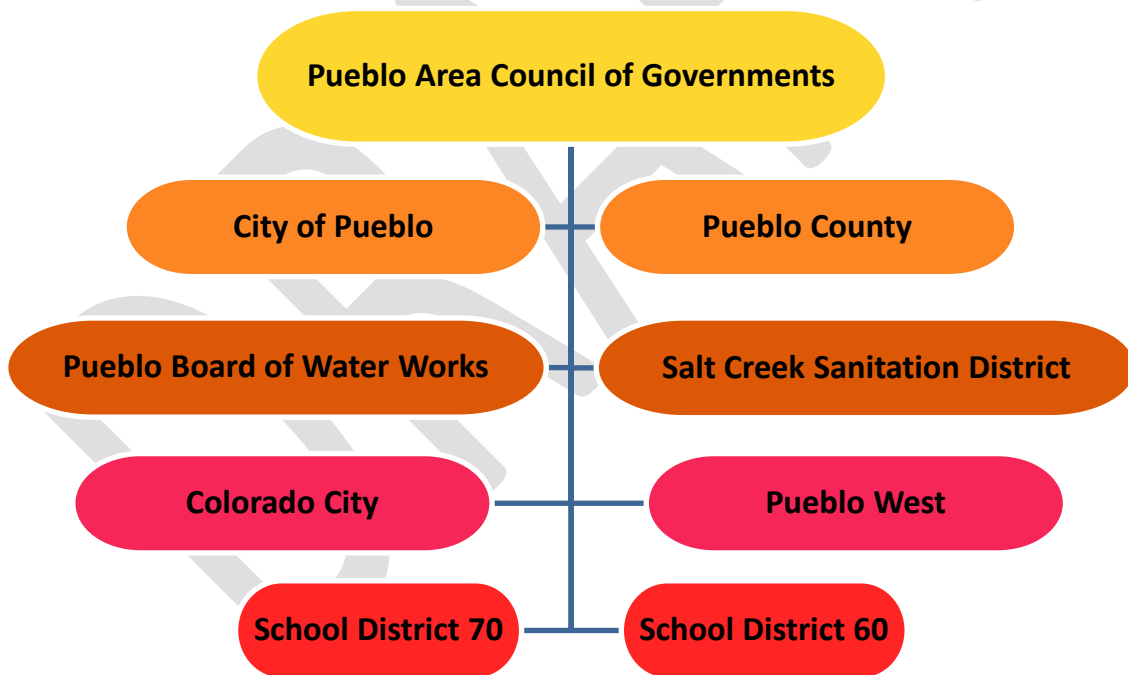 Pueblo Area Council of Governments
City of Pueblo
Pueblo County
Pueblo Board of Water Works
Salt Creek Sanitation District
Colorado City
Pueblo West
School District 70
School District 60